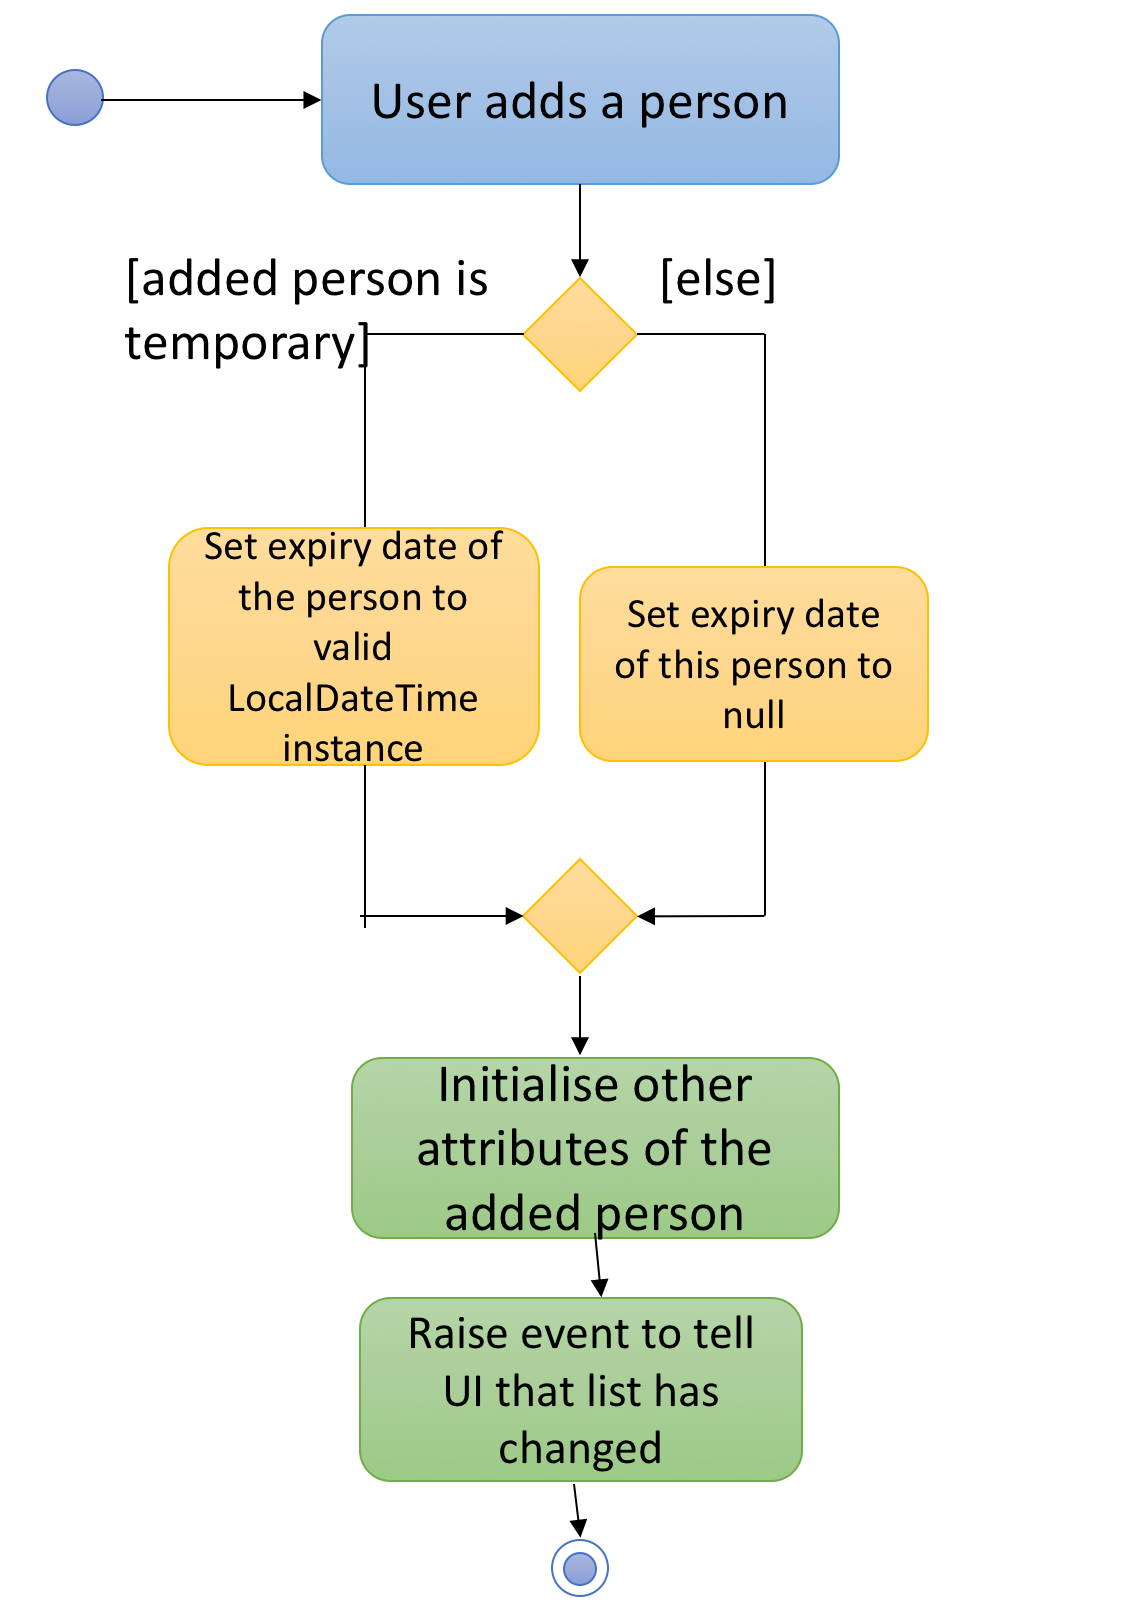 User adds a person
[added person is
temporary]
[else]
Set expiry date of
the person to
valid
LocalDateTime
instance
Set expiry date
of this person to
null
Initialise other
attributes of the
added person
Raise event to tell
UI that list has
changed